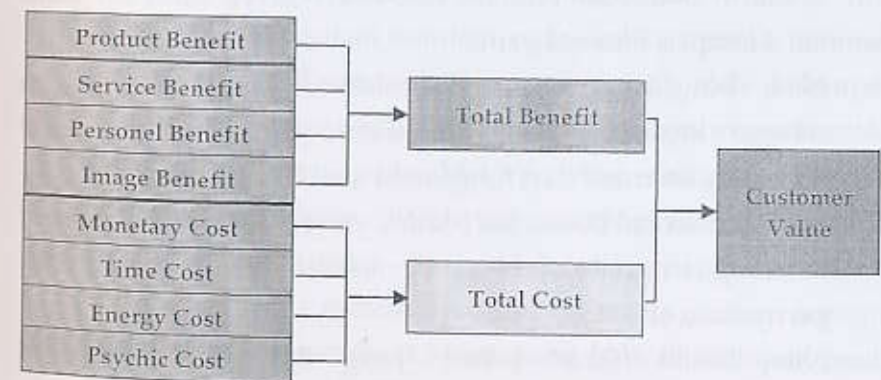 Product Benefit
Service Benefit
Personel Benefit
Image Benefit
Monetary Cost
Time Cost
Energy Cost
Psychic Cost
Total Benefit
Total Cost
Customer
Value